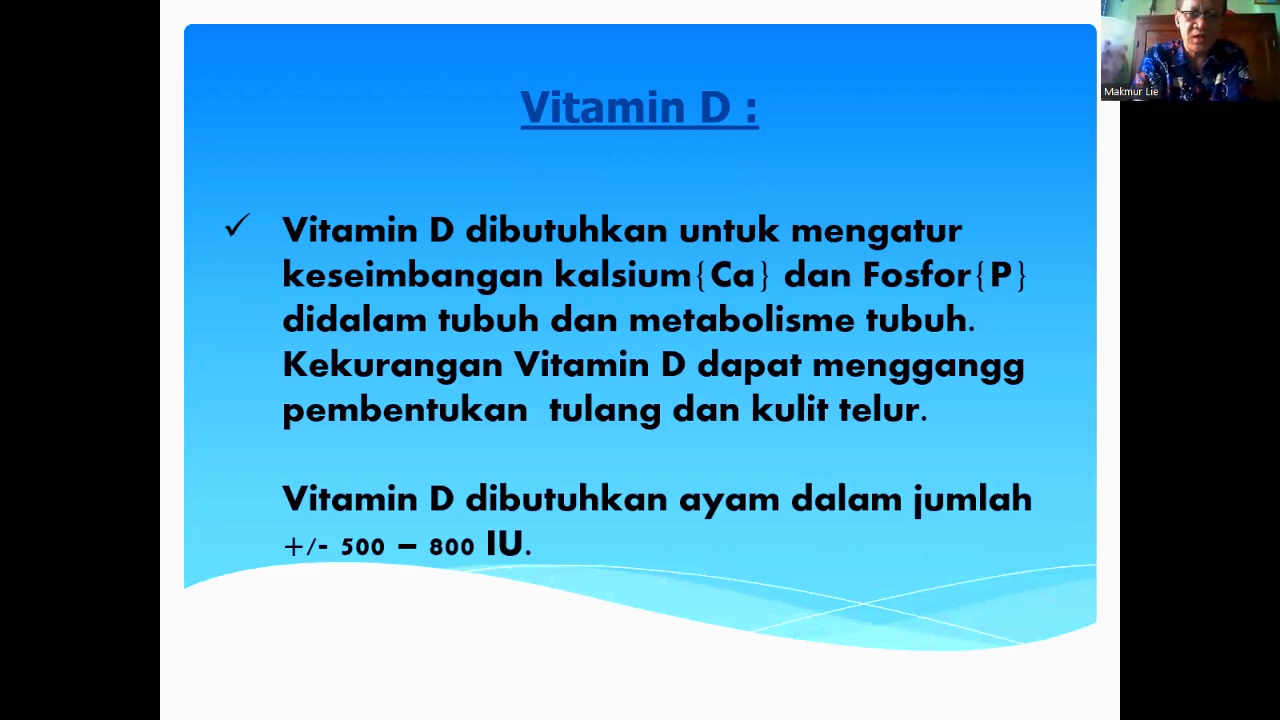 Vitamin D :
✓ Vitamin D dibutuhkan untuk mengatur
keseimbangan kalsium{Ca} dan Fosfor{P}
didalam tubuh dan metabolisme tubuh.
Kekurangan Vitamin D dapat menggangg
pembentukan  tulang dan kulit telur.
Vitamin D dibutuhkan ayam dalam jumlah
+/- 500 – 800 IU.
Makmur Lie